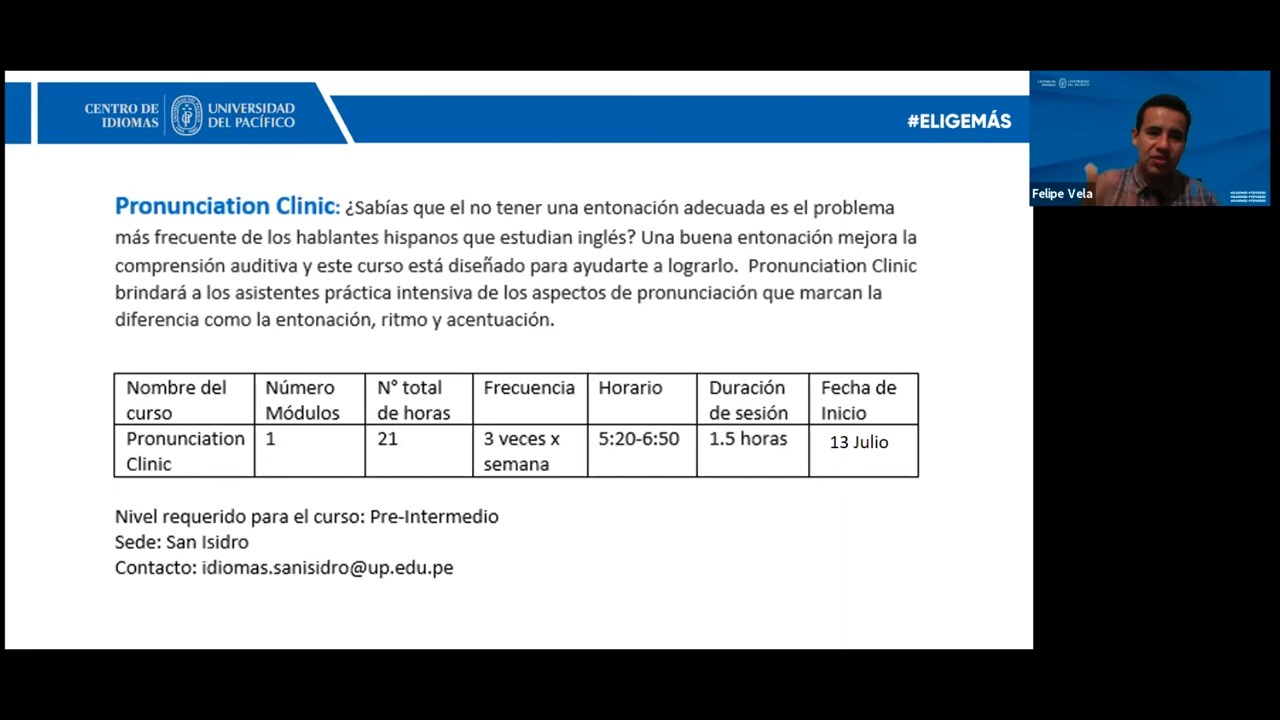 CENTRO DE IDIOMAS
UNIVERSIDAD DEL PACÍFICO
#ELIGEMÁS
Felipe Vela
Pronunciation Clinic: ¿Sabías que el no tener una entonación adecuada es el problema
más frecuente de los hablantes hispanos que estudian inglés? Una buena entonación mejora la
comprensión auditiva y este curso está diseñado para ayudarte a lograrlo. Pronunciation Clinic
brindará a los asistentes práctica intensiva de los aspectos de pronunciación que marcan la
diferencia como la entonación, ritmo y acentuación.
Nombre del curso
Número Módulos
N° total de horas
Frecuencia
Horario
Duración de sesión
Fecha de Inicio
Pronunciation Clinic
1
21
3 veces x semana
5:20-6:50
1.5 horas
13 Julio
Nivel requerido para el curso: Pre-Intermedio
Sede: San Isidro
Contacto: idiomas.sanisidro@up.edu.pe